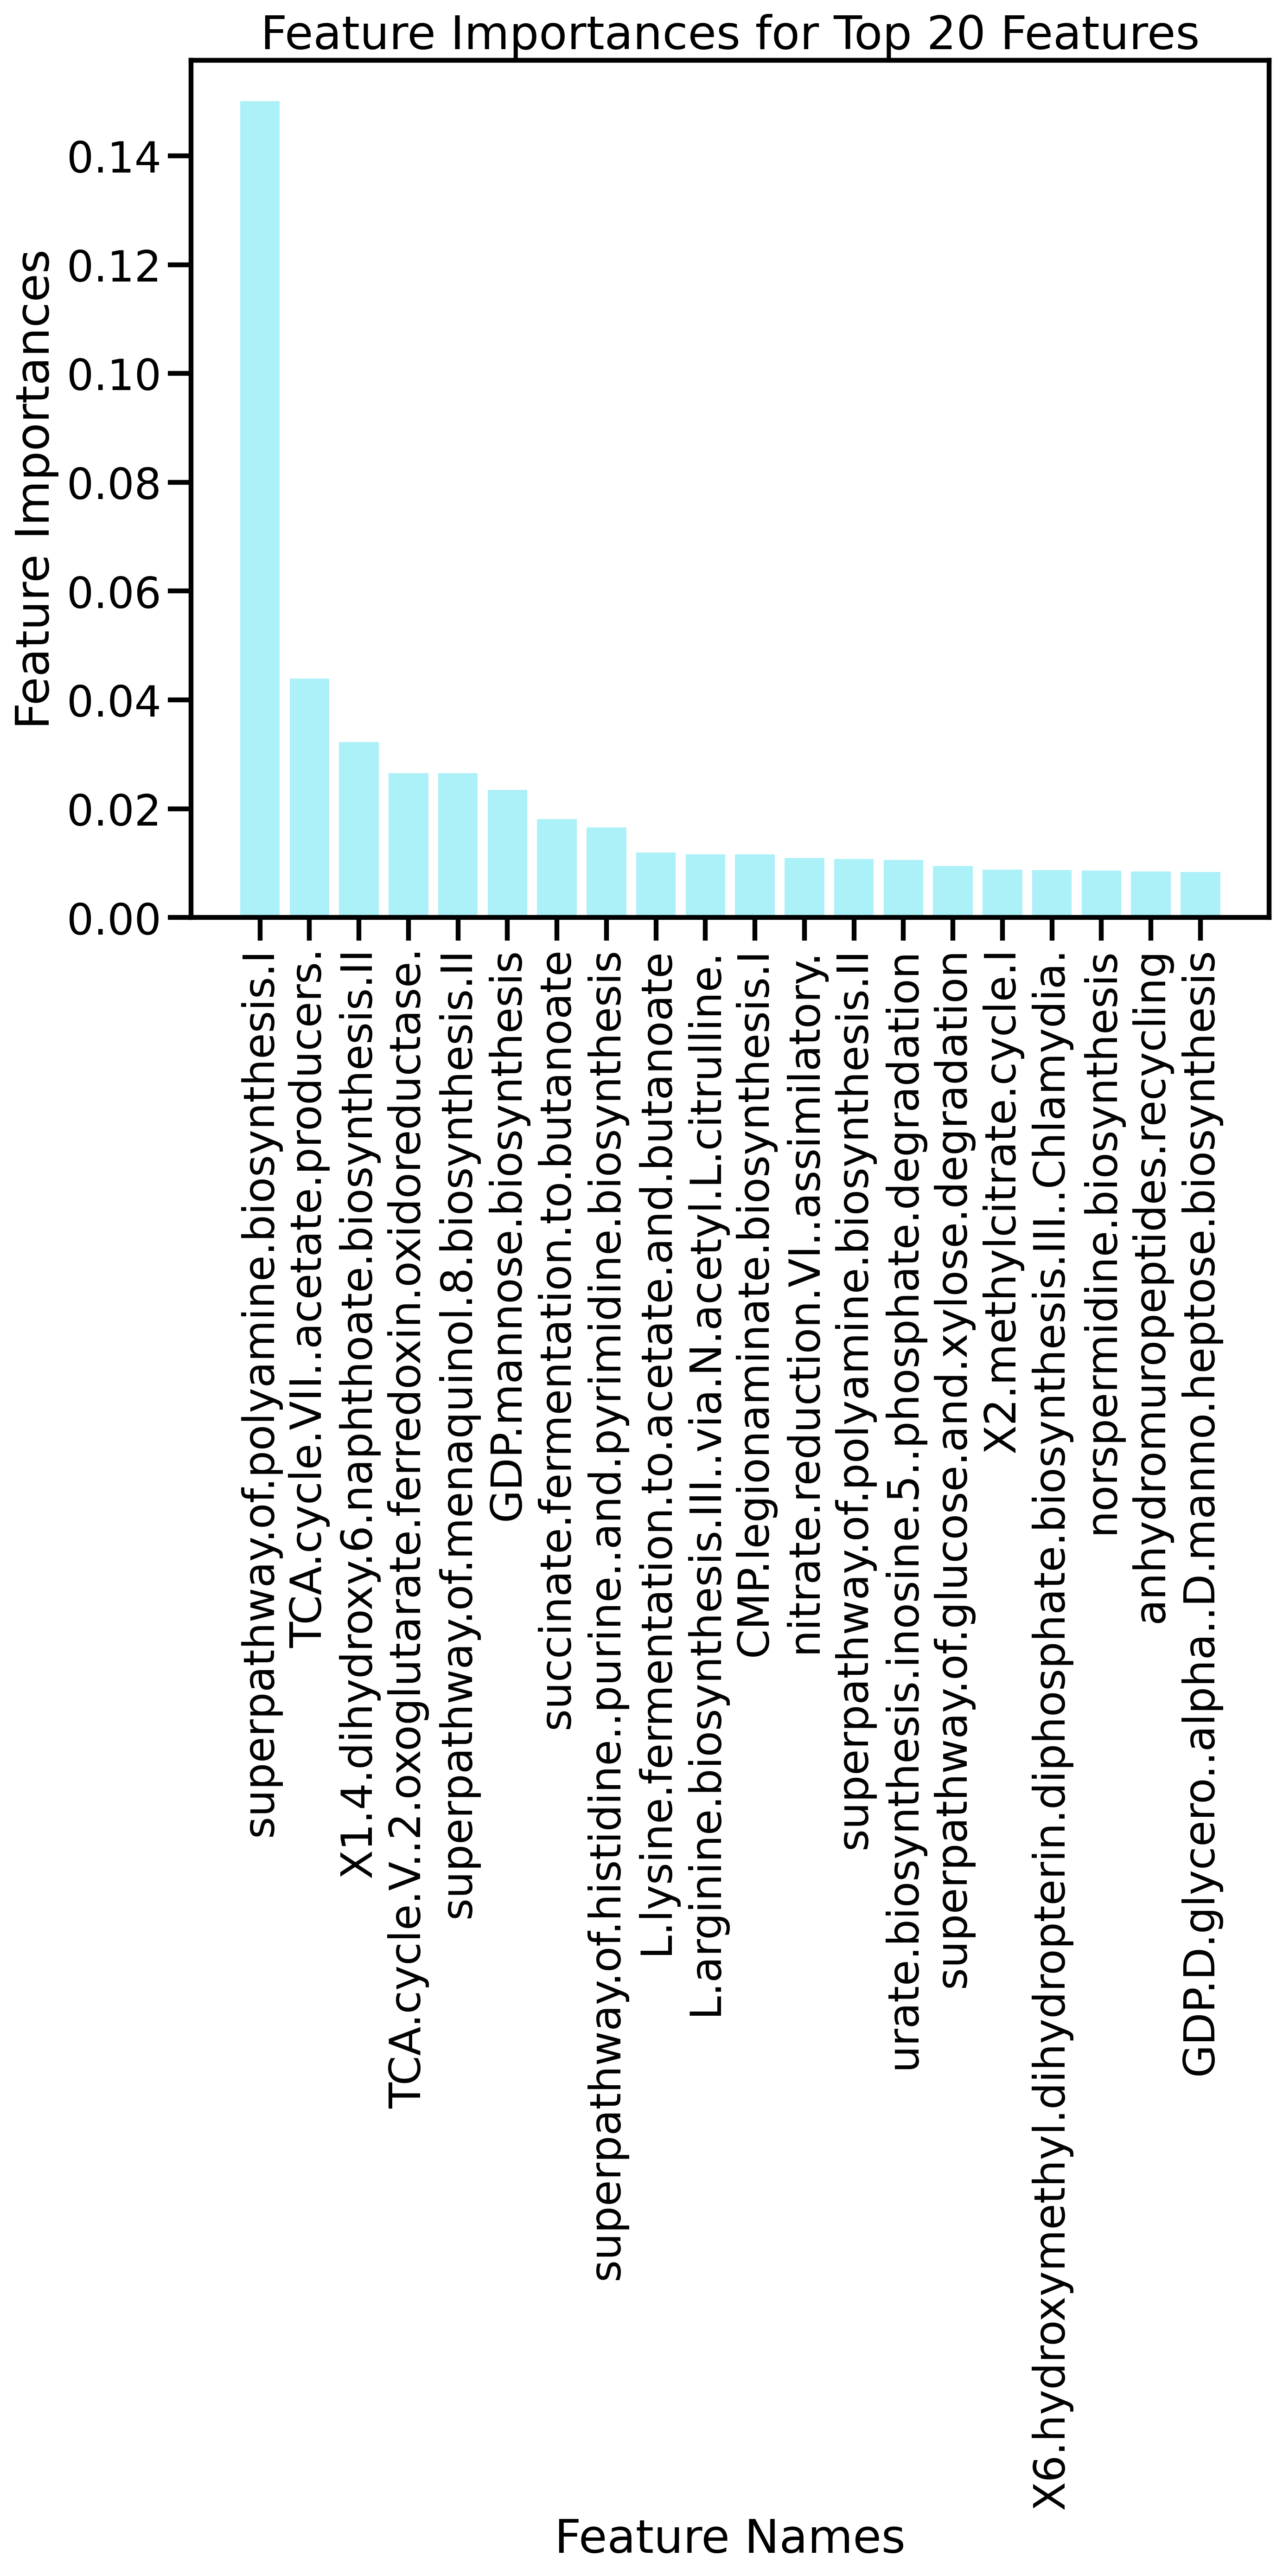 Feature Importances for Top 20 Features
Feature Importances
0.14
0.12
0.10
0.08
0.06
0.04
0.02
0.00
superpathway.of.polyamine.biosynthesis.I
TCA.cycle.VII..acetate.producers.
X1.4.dihydroxy.6.naphthoate.biosynthesis.II
TCA.cycle.V..2.oxoglutarate.ferredoxin.oxidoreductase.
superpathway.of.menaquinol.8.biosynthesis.II
GDP.mannose.biosynthesis
succinate.fermentation.to.butanoate
superpathway.of.histidine..purine..and.pyrimidine.biosynthesis
L.lysine.fermentation.to.acetate.and.butanoate
L.arginine.biosynthesis.III..via.N.acetyl.L.citrulline.
CMP.legionaminate.biosynthesis.I
nitrate.reduction.VI..assimilatory.
superpathway.of.polyamine.biosynthesis.II
urate.biosynthesis.inosine.5..phosphate.degradation
superpathway.of.glucose.and.xylose.degradation
X2.methylcitrate.cycle.I
X6.hydroxymethyl.dihydropterin.diphosphate.biosynthesis.III..Chlamydia.
norspermidine.biosynthesis
anhydromuropeptides.recycling
GDP.D.glycero..alpha..D.manno.heptose.biosynthesis
Feature Names